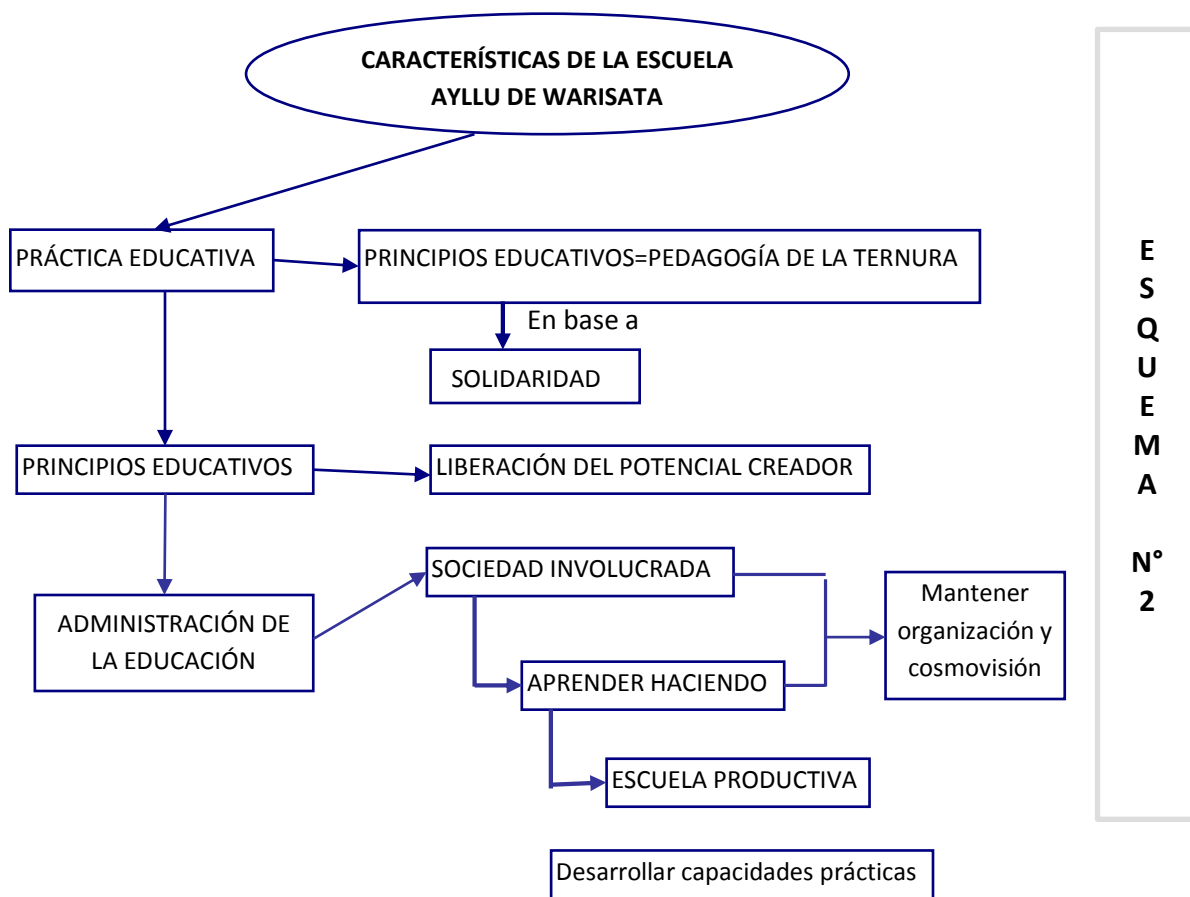 CARACTERÍSTICAS DE LA ESCUELA
AYLLU DE WARISATA
PRÁCTICA EDUCATIVA
PRINCIPIOS EDUCATIVOS=PEDAGOGÍA DE LA TERNURA
En base a
SOLIDARIDAD
PRINCIPIOS EDUCATIVOS
LIBERACIÓN DEL POTENCIAL CREADOR
ADMINISTRACIÓN DE
LA EDUCACIÓN
SOCIEDAD INVOLUCRADA
APRENDER HACIENDO
Mantener
organización y
cosmovisión
ESCUELA PRODUCTIVA
Desarrollar capacidades prácticas
E
S
Q
U
E
M
A
N°
2